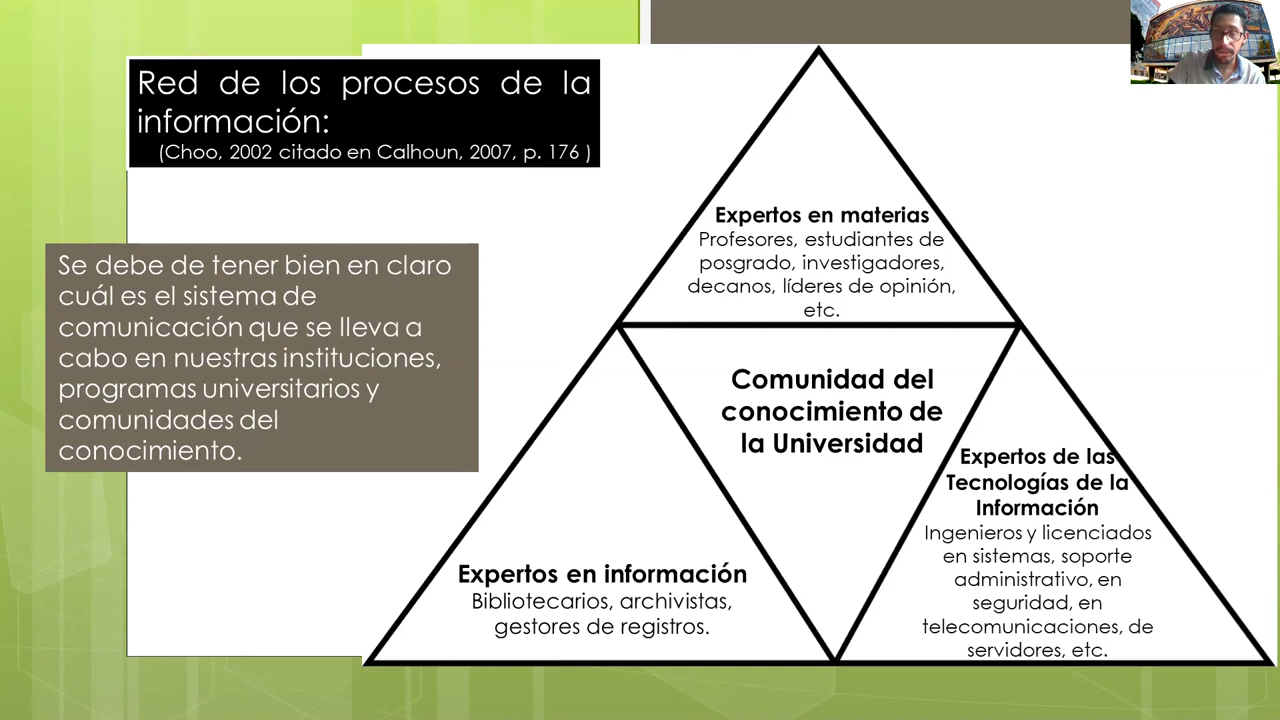 Red de los procesos de la
información:
(Choo, 2002 citado en Calhoun, 2007, p. 176 )
Se debe de tener bien en claro
cuál es el sistema de
comunicación que se lleva a
cabo en nuestras instituciones,
programas universitarios y
comunidades del
conocimiento.
Expertos en materias
Profesores, estudiantes de
posgrado, investigadores,
decanos, líderes de opinión,
etc.
Comunidad del
conocimiento de
la Universidad
Expertos en información
Bibliotecarios, archivistas,
gestores de registros.
Expertos de las
Tecnologías de la
Información
Ingenieros y licenciados
en sistemas, soporte
administrativo, en
seguridad, en
telecomunicaciones, de
servidores, etc.